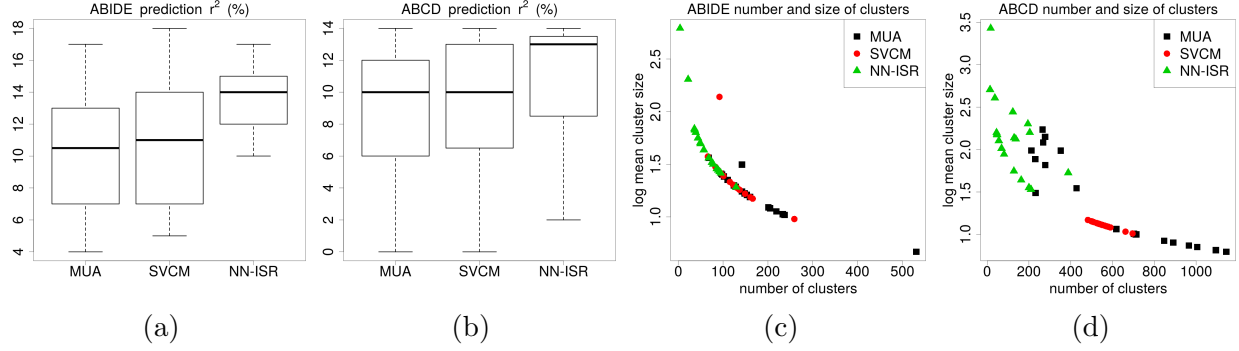 ABIDE prediction r² (%)
18
16
14
12
10
8
6
4
MUA SVCM NN-ISR
(a)
ABCD prediction r² (%)
14
12
10
8
6
4
2
0
MUA SVCM NN-ISR
(b)
ABIDE number and size of clusters
MUA
SVCM
NN-ISR
log mean cluster size
2.5
2.0
1.5
1.0
0 100 200 300 400 500
number of clusters
(c)
ABCD number and size of clusters
MUA
SVCM
NN-ISR
log mean cluster size
3.5
3.0
2.5
2.0
1.5
1.0
0 200 400 600 800 1000
number of clusters
(d)